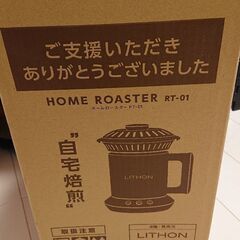 ご支援いただき
ありがとうございました
HOME ROASTER RT-01
ホームロースター RT-01
"自宅焙煎"
取扱注意
LITHON